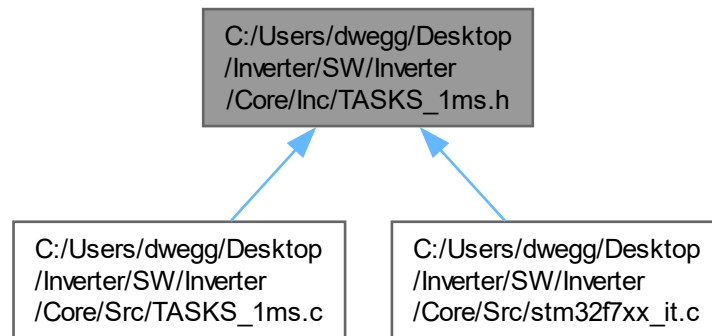 C:/Users/dwegg/Desktop
/Inverter/SW/Inverter
/Core/Inc/TASKS_1ms.h
C:/Users/dwegg/Desktop
/Inverter/SW/Inverter
/Core/Src/TASKS_1ms.c
C:/Users/dwegg/Desktop
/Inverter/SW/Inverter
/Core/Src/stm32f7xx_it.c